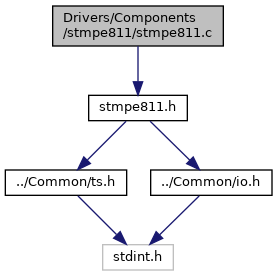 Drivers/Components
/stmpe811/stmpe811.c
stmpe811.h
../Common/ts.h
../Common/io.h
stdint.h